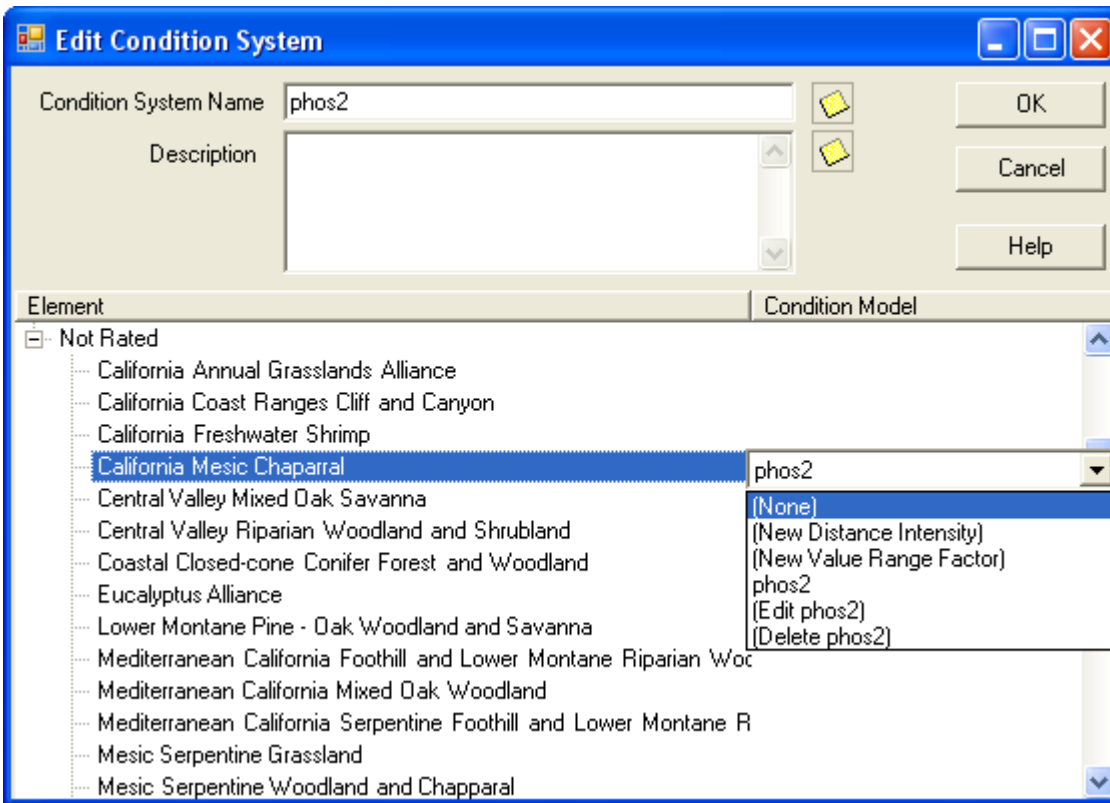 Edit Condition System
Condition System Name phos2 OK
Description Cancel
Help
Element Condition Model
Not Rated
California Annual Grasslands Alliance
California Coast Ranges Cliff and Canyon
California Freshwater Shrimp
California Mesic Chaparral phos2
Central Valley Mixed Oak Savanna (None)
Central Valley Riparian Woodland and Shrubland (New Distance Intensity)
(New Value Range Factor)
Coastal Closed-cone Conifer Forest and Woodland phos2
Eucalyptus Alliance (Edit phos2)
Lower Montane Pine - Oak Woodland and Savanna (Delete phos2)
Mediterranean California Foothill and Lower Montane Riparian Woc
Mediterranean California Mixed Oak Woodland
Mediterranean California Serpentine Foothill and Lower Montane R
Mesic Serpentine Grassland
Mesic Serpentine Woodland and Chapparal